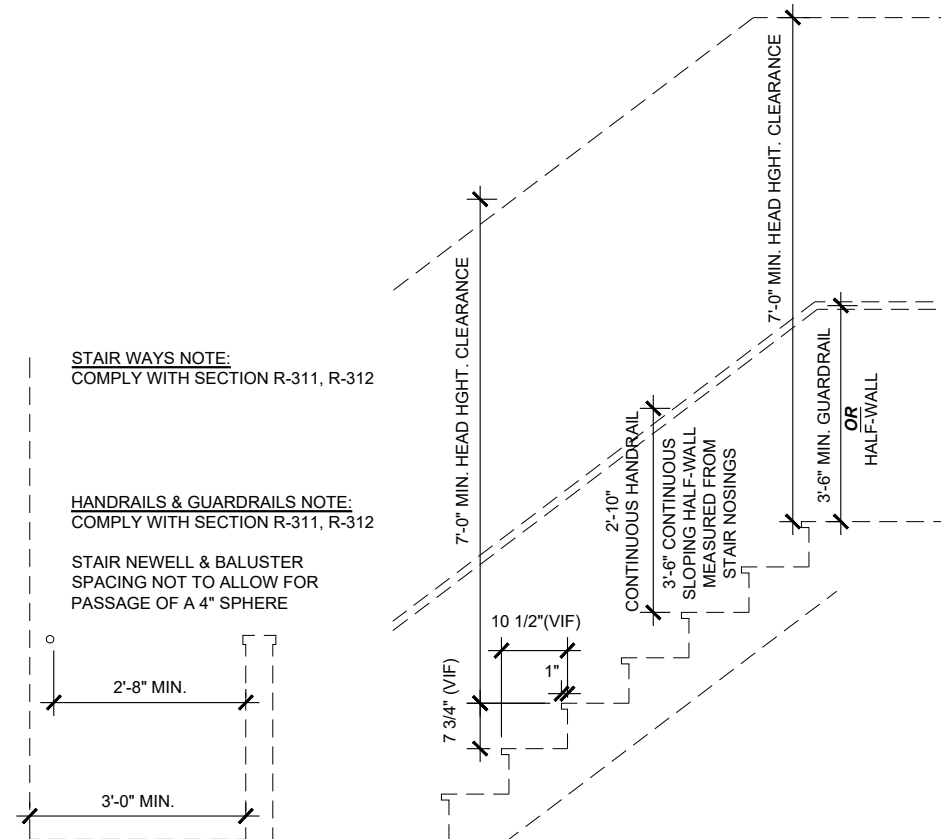 STAIR WAYS NOTE:
COMPLY WITH SECTION R-311, R-312
HANDRAILS & GUARDRAILS NOTE:
COMPLY WITH SECTION R-311, R-312
STAIR NEWELL & BALUSTER
SPACING NOT TO ALLOW FOR
PASSAGE OF A 4" SPHERE
2'-8" MIN.
3'-0" MIN.
7'-0" MIN. HEAD HGHT. CLEARANCE
7 3/4" (VIF)
10 1/2"(VIF)
1"
2'-10"
CONTINUOUS HANDRAIL
3'-6" CONTINUOUS
SLOPING HALF-WALL
MEASURED FROM
STAIR NOSINGS
7'-0" MIN. HEAD HGHT. CLEARANCE
3'-6" MIN. GUARDRAIL
OR
HALF-WALL